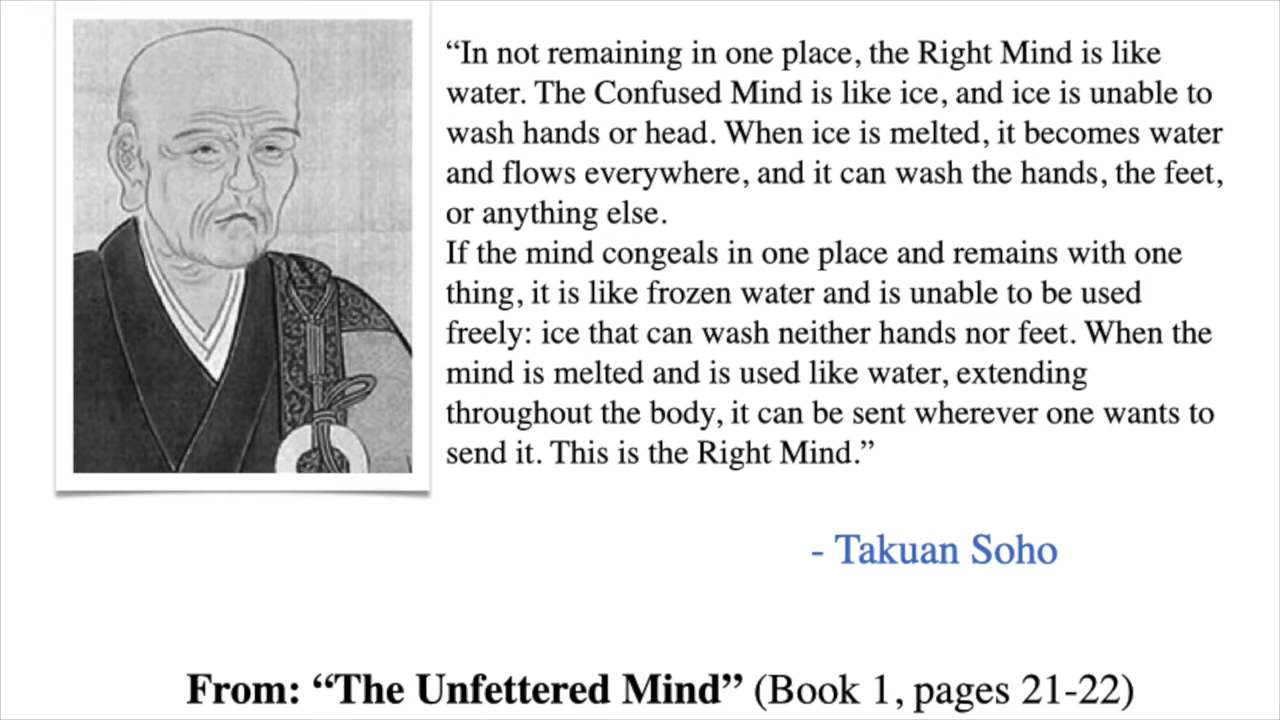 “In not remaining in one place, the Right Mind is like
water. The Confused Mind is like ice, and ice is unable to
wash hands or head. When ice is melted, it becomes water
and flows everywhere, and it can wash the hands, the feet,
or anything else.
If the mind congeals in one place and remains with one
thing, it is like frozen water and is unable to be used
freely: ice that can wash neither hands nor feet. When the
mind is melted and is used like water, extending
throughout the body, it can be sent wherever one wants to
send it. This is the Right Mind.”
- Takuan Soho
From: “The Unfettered Mind” (Book 1, pages 21-22)